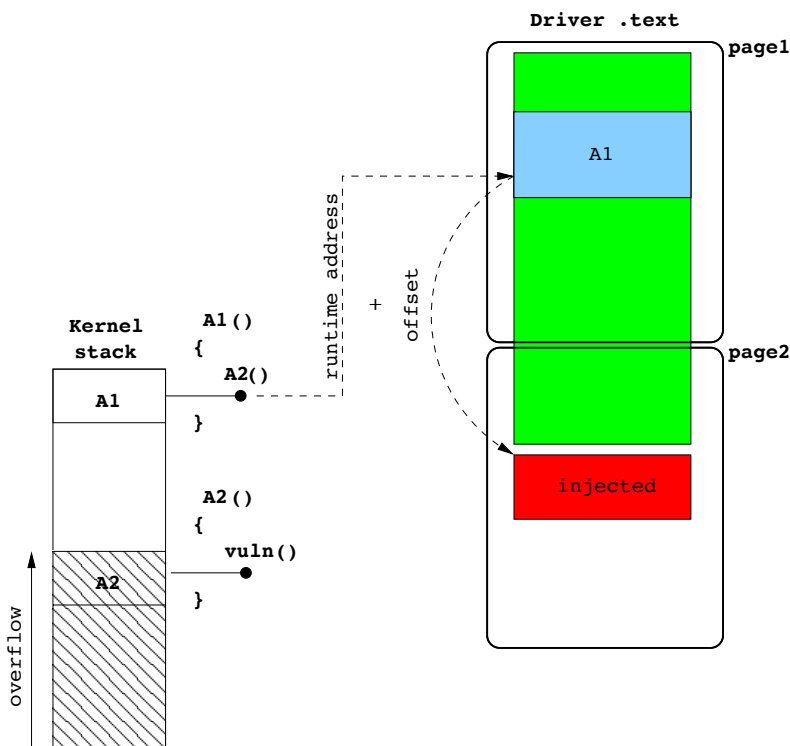 Driver .text
page1
A1
runtime address
+
offset
page2
injected
Kernel
stack
A1
A1()
{
A2()
}
A2()
{
vuln()
}
A2
overflow